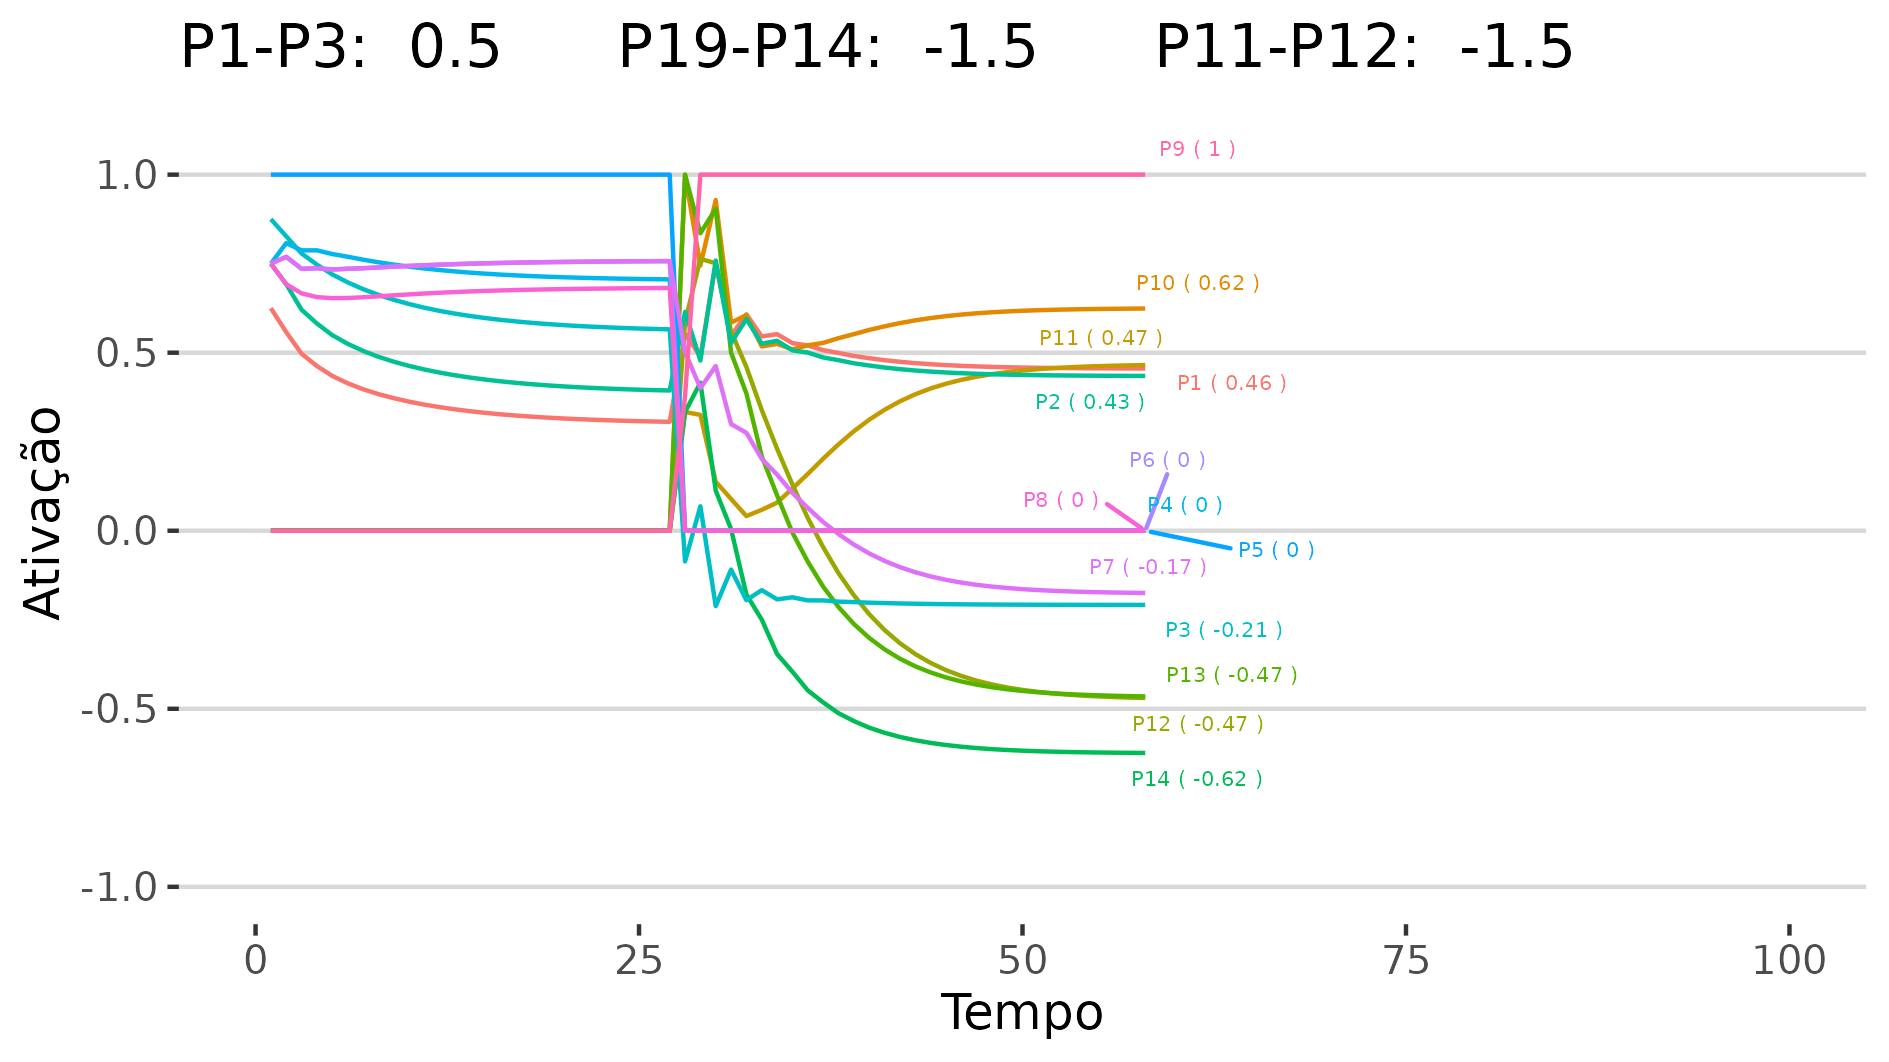 P1-P3:  0.5  P19-P14:  -1.5  P11-P12:  -1.5
P9 ( 1 )
1.0
P10 ( 0.62 )
P11 ( 0.47 )
0.5
P1 ( 0.46 )
P2 ( 0.43 )
P6 ( 0 )
P8 ( 0 )
P4 ( 0 )
0.0
P5 ( 0 )
P7 ( -0.17 )
P3 ( -0.21 )
P13 ( -0.47 )
-0.5
P12 ( -0.47 )
P14 ( -0.62 )
-1.0
Ativação
0 25 50 75 100
Tempo